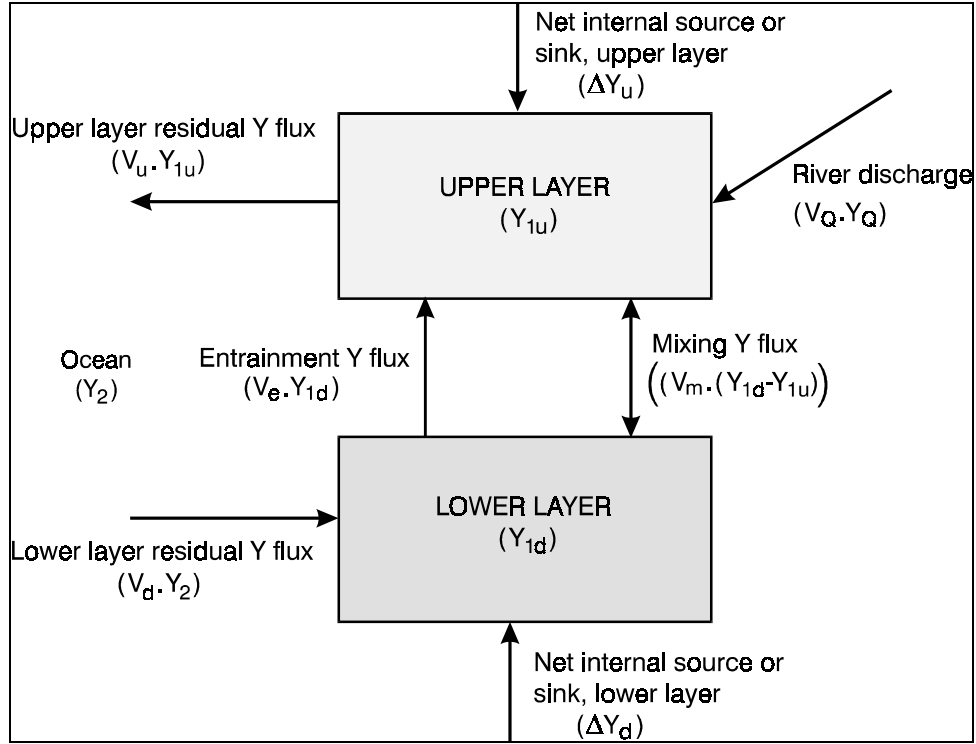 Net internal source or
sink, upper layer
(ΔYu)
Upper layer residual Y flux
(Vu.Y1u)
UPPER LAYER
(Y1u)
River discharge
(VQ.YQ)
Ocean
(Y2)
Entrainment Y flux
(Ve.Y1d)
Mixing Y flux
((Vm.(Y1d-Y1u))
LOWER LAYER
(Y1d)
Lower layer residual Y flux
(Vd.Y2)
Net internal source or
sink, lower layer
(ΔYd)